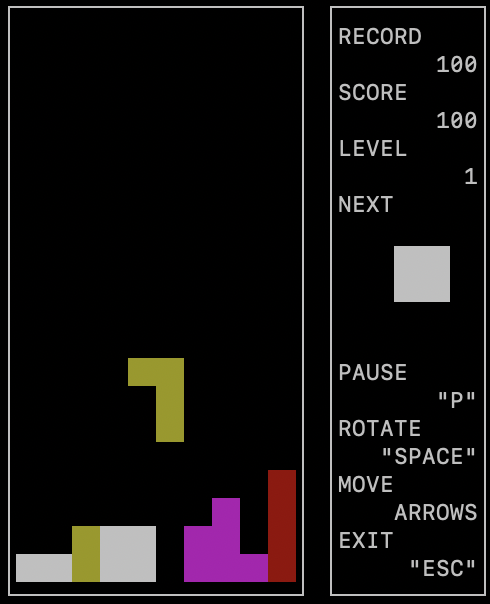 RECORD
100
SCORE
100
LEVEL
1
NEXT
PAUSE
"P"
ROTATE
"SPACE"
MOVE
ARROWS
EXIT
"ESC"